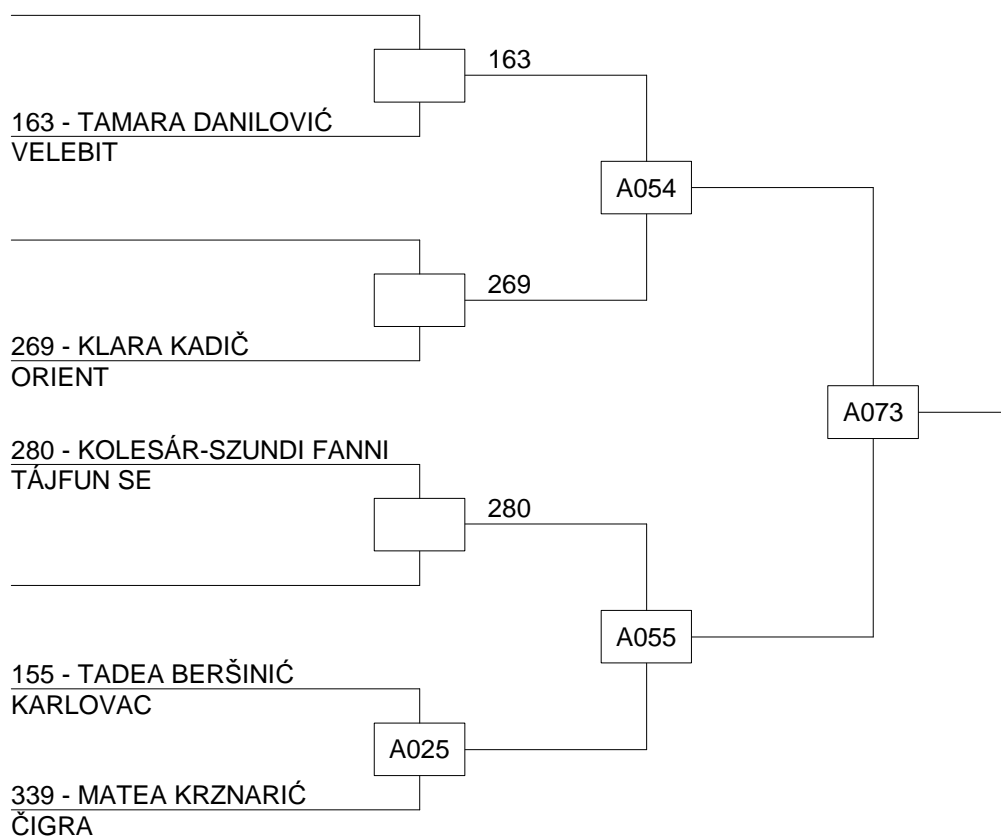 163
163 - TAMARA DANILOVIĆ
VELEBIT
A054
269
269 - KLARA KADIČ
ORIENT
A073
280 - KOLESÁR-SZUNDI FANNI
TÁJFUN SE
280
A055
155 - TADEA BERŠINIĆ
KARLOVAC
A025
339 - MATEA KRZNARIĆ
ČIGRA